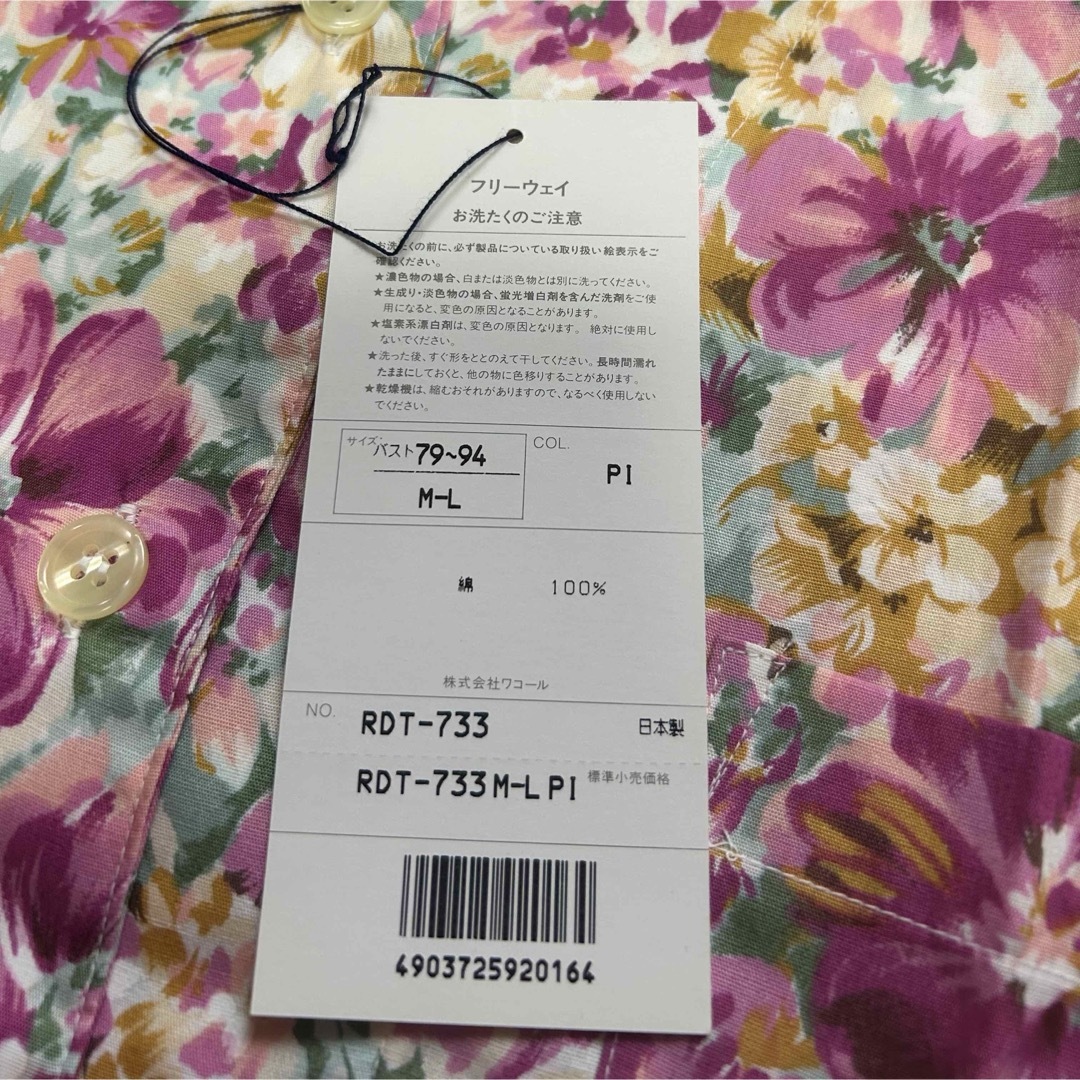 フリーウェイ
お洗たくのご注意
お洗たくの前に、必ず製品についている取り扱い絵表示をご
確認ください。
★濃色物の場合、白または淡色物とは別に洗ってください。
★生成り・淡色物の場合、蛍光増白剤を含んだ洗剤をご使
用になると、変色の原因となることがあります。
★塩素系漂白剤は、変色の原因となります。 絶対に使用し
ないでください。
★洗った後、すぐ形をととのえて干してください。長時間濡れ
たままにしておくと、他の物に色移りすることがあります。
★乾燥機は、縮むおそれがありますので、なるべく使用しない
でください。
サイズ・
バスト79~94
M-L
COL.
PI
綿 100%
株式会社ワコール
NO. RDT-733 日本製
RDT-733 M-L PI 標準小売価格
4903725920164